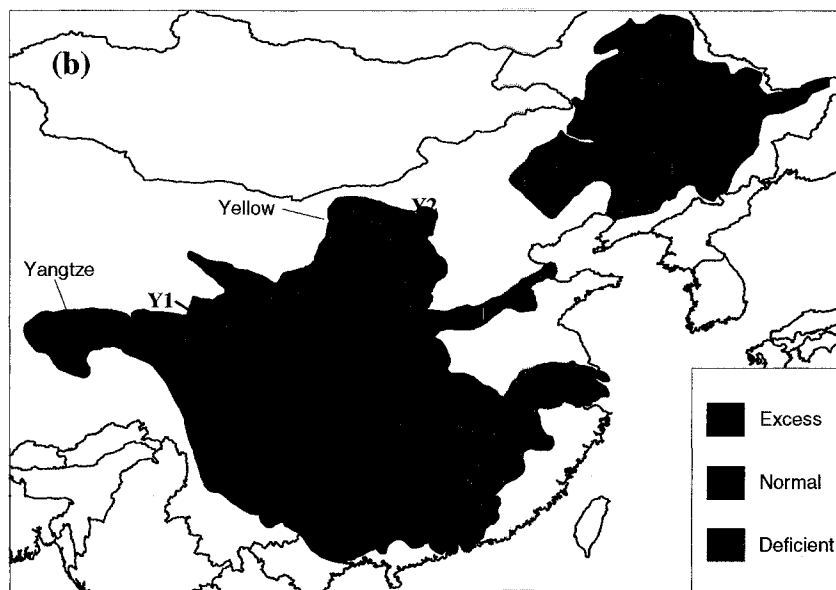 (b)
Yellow
Y2
Yangtze
Y1
Excess
Normal
Deficient